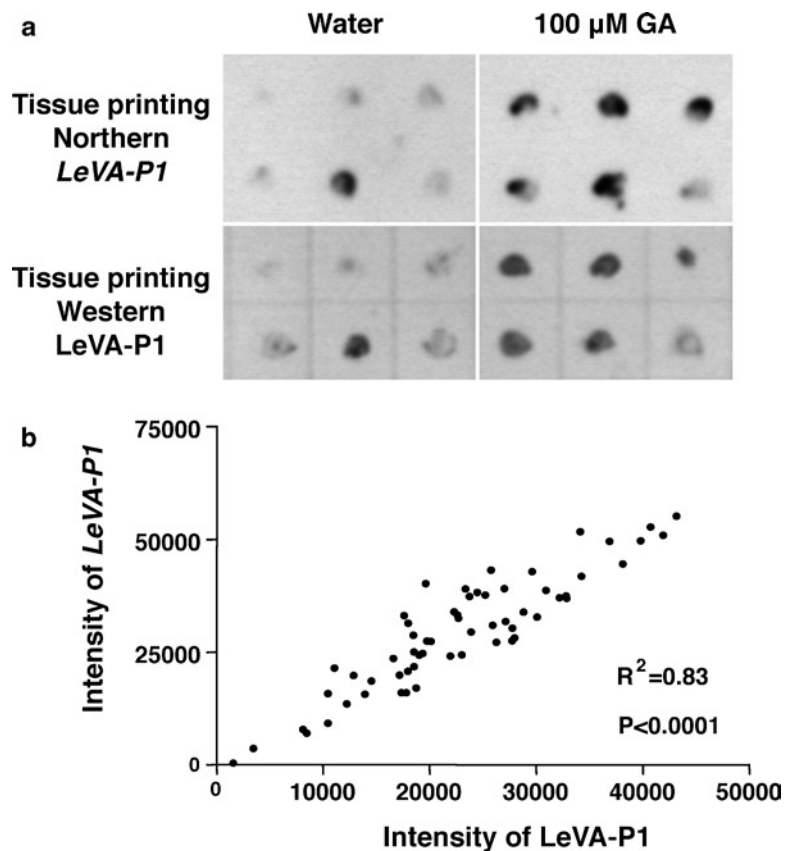 a
Water
100 µM GA
Tissue printing
Northern
LeVA-P1
Tissue printing
Western
LeVA-P1
b
75000
50000
25000
0
Intensity of LeVA-P1
R²=0.83
P<0.0001
0
10000
20000
30000
40000
50000
Intensity of LeVA-P1